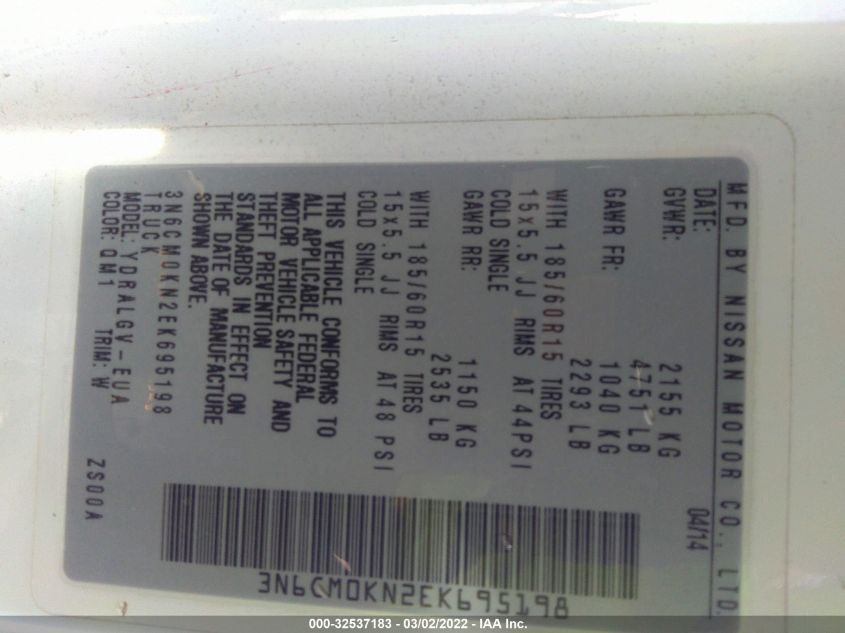 MFD. BY NISSAN MOTOR CO., LTD.
DATE: 04/14
GVWR: 2155 KG
4751 LB
GAWR FR: 1040 KG
2293 LB
WITH 185/60R15 TIRES
15x5.5 JJ RIMS AT 44PSI
COLD SINGLE
GAWR RR: 1150 KG
2535 LB
WITH 185/60R15 TIRES
15x5.5 JJ RIMS AT 48 PSI
COLD SINGLE
THIS VEHICLE CONFORMS TO
ALL APPLICABLE FEDERAL
MOTOR VEHICLE SAFETY AND
THEFT PREVENTION
STANDARDS IN EFFECT ON
THE DATE OF MANUFACTURE
SHOWN ABOVE.
3N6CM0KN2EK695198
TRUCK
MODEL: YDRALGV-EUA
COLOR: QM1 TRIM: W
ZS00A
3N6CM0KN2EK695198
000-32537183 - 03/02/2022 - IAA Inc.